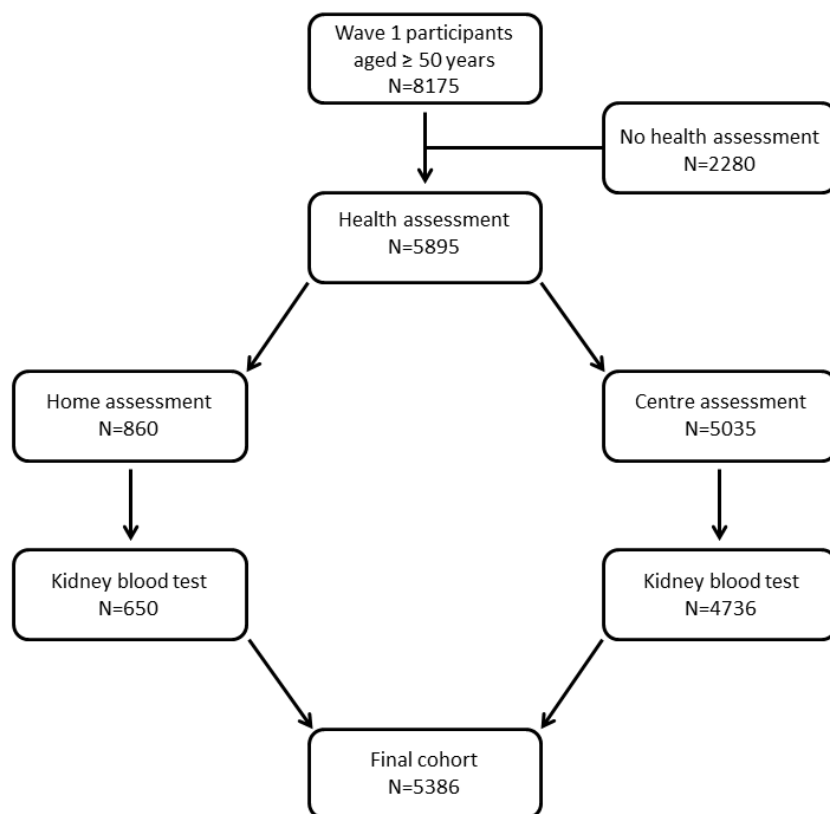 Wave 1 participants
aged ≥ 50 years
N=8175
No health assessment
N=2280
Health assessment
N=5895
Home assessment
N=860
Centre assessment
N=5035
Kidney blood test
N=650
Kidney blood test
N=4736
Final cohort
N=5386